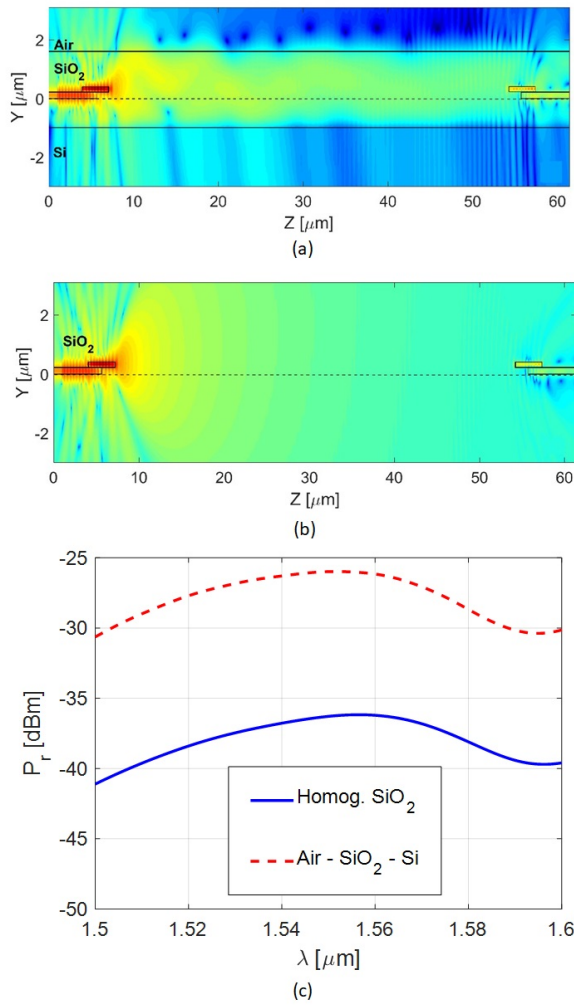 2
Air
SiO2
Y [μm]
0
Si
-2
0 10 20 30 40 50 60
Z [μm]
(a)
2
SiO2
Y [μm]
0
-2
0 10 20 30 40 50 60
Z [μm]
(b)
-25
-30
-35
Pr [dBm]
-40
Homog. SiO2
-45
Air - SiO2 - Si
-50
1.5 1.52 1.54 1.56 1.58 1.6
λ [μm]
(c)